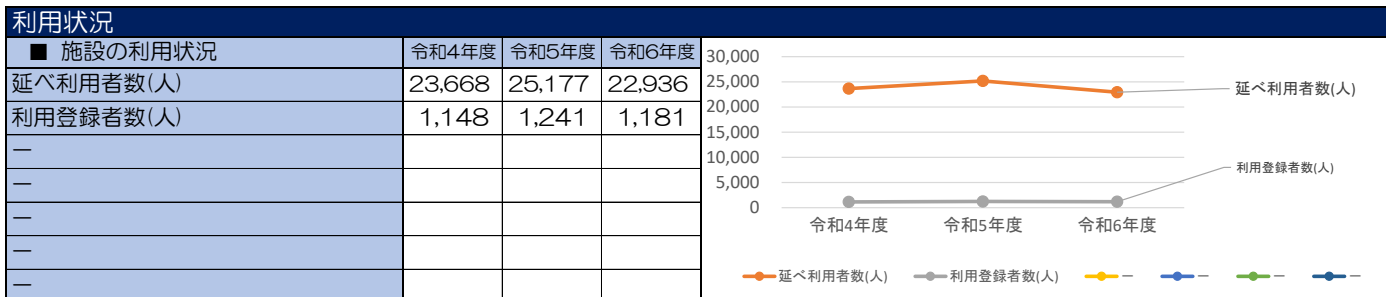 利用状況
■ 施設の利用状況 令和4年度 令和5年度 令和6年度
延べ利用者数(人) 23,668 25,177 22,936
利用登録者数(人) 1,148 1,241 1,181
ー
ー
ー
ー
ー
30,000
25,000
20,000
15,000
10,000
5,000
0
令和4年度 令和5年度 令和6年度
延べ利用者数(人)
利用登録者数(人)
延べ利用者数(人) 利用登録者数(人) ー ー ー ー